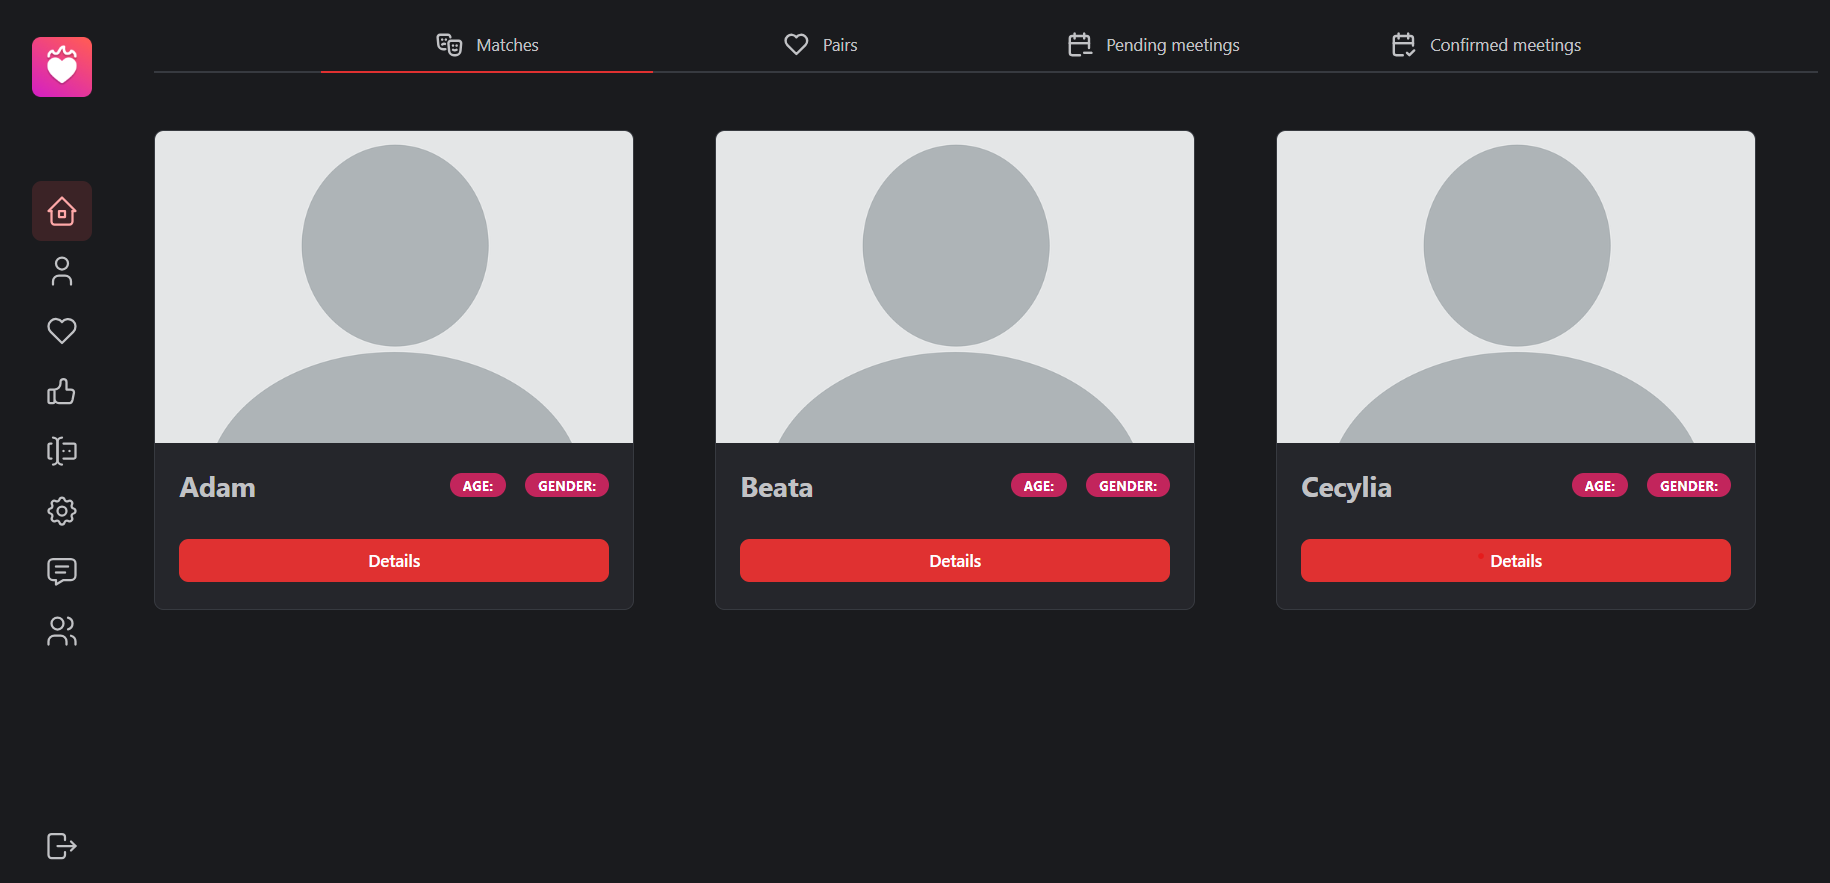 Matches Pairs Pending meetings Confirmed meetings
Adam AGE: GENDER:
Details
Beata AGE: GENDER:
Details
Cecylia AGE: GENDER:
Details